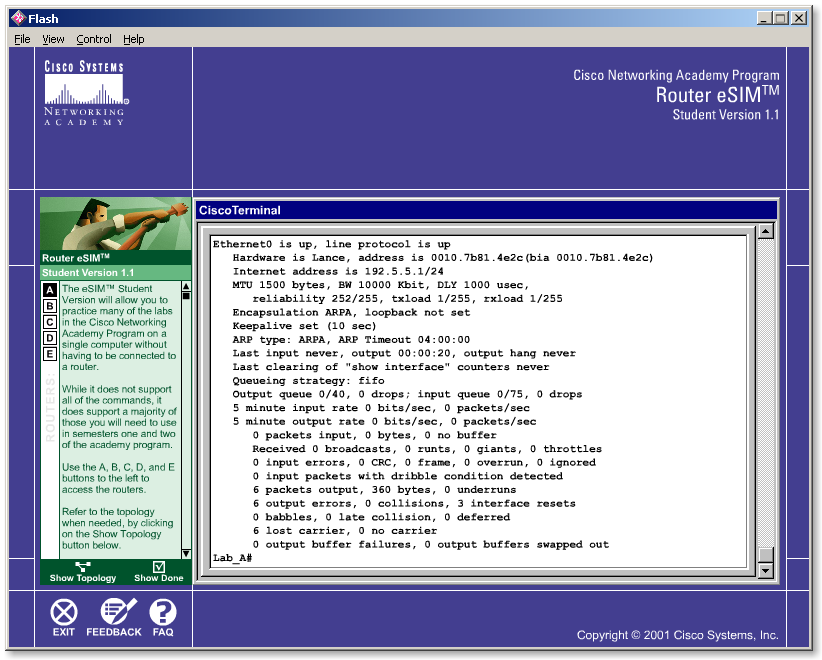 Flash
File View Control Help
CISCO SYSTEMS
NETWORKING
ACADEMY
Cisco Networking Academy Program
Router eSIM™
Student Version 1.1
Router eSIM™
Student Version 1.1
A
B
C
D
E
ROUTERS:
The eSIM™ Student
Version will allow you to
practice many of the labs
in the Cisco Networking
Academy Program on a
single computer without
having to be connected to
a router.
While it does not support
all of the commands, it
does support a majority of
those you will need to use
in semesters one and two
of the academy program.
Use the A, B, C, D, and E
buttons to the left to
access the routers.
Refer to the topology
when needed, by clicking
on the Show Topology
button below.
Show Topology Show Done
CiscoTerminal
Ethernet0 is up, line protocol is up
Hardware is Lance, address is 0010.7b81.4e2c(bia 0010.7b81.4e2c)
Internet address is 192.5.5.1/24
MTU 1500 bytes, BW 10000 Kbit, DLY 1000 usec,
reliability 252/255, txload 1/255, rxload 1/255
Encapsulation ARPA, loopback not set
Keepalive set (10 sec)
ARP type: ARPA, ARP Timeout 04:00:00
Last input never, output 00:00:20, output hang never
Last clearing of "show interface" counters never
Queueing strategy: fifo
Output queue 0/40, 0 drops; input queue 0/75, 0 drops
5 minute input rate 0 bits/sec, 0 packets/sec
5 minute output rate 0 bits/sec, 0 packets/sec
0 packets input, 0 bytes, 0 no buffer
Received 0 broadcasts, 0 runts, 0 giants, 0 throttles
0 input errors, 0 CRC, 0 frame, 0 overrun, 0 ignored
0 input packets with dribble condition detected
6 packets output, 360 bytes, 0 underruns
6 output errors, 0 collisions, 3 interface resets
0 babbles, 0 late collision, 0 deferred
6 lost carrier, 0 no carrier
0 output buffer failures, 0 output buffers swapped out
Lab_A#
EXIT FEEDBACK FAQ
Copyright © 2001 Cisco Systems, Inc.